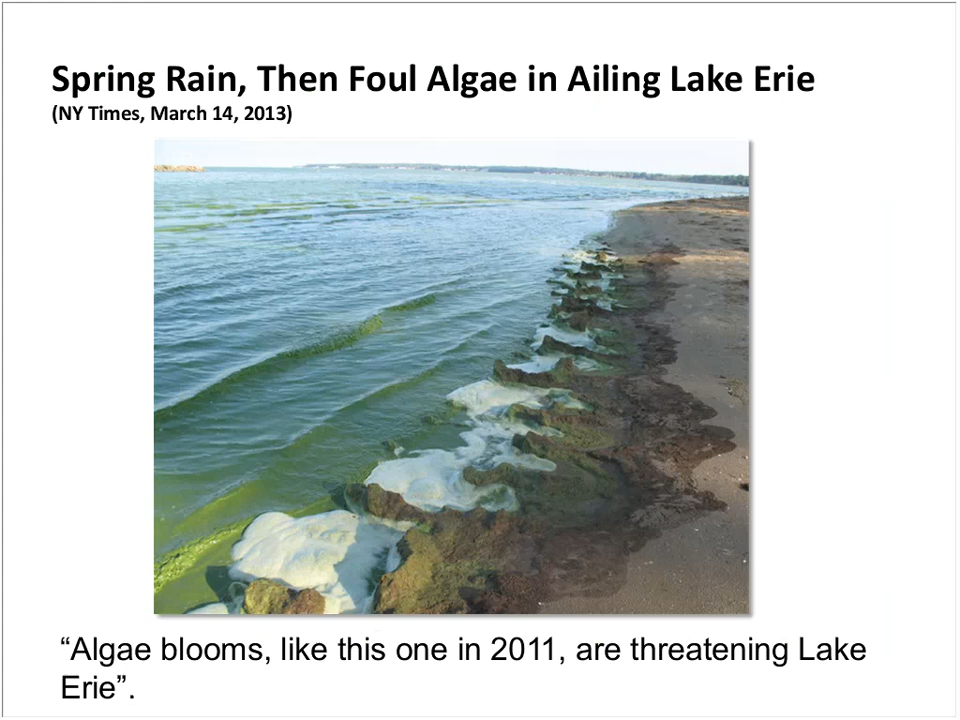 Spring Rain, Then Foul Algae in Ailing Lake Erie
(NY Times, March 14, 2013)
“Algae blooms, like this one in 2011, are threatening Lake
Erie”.